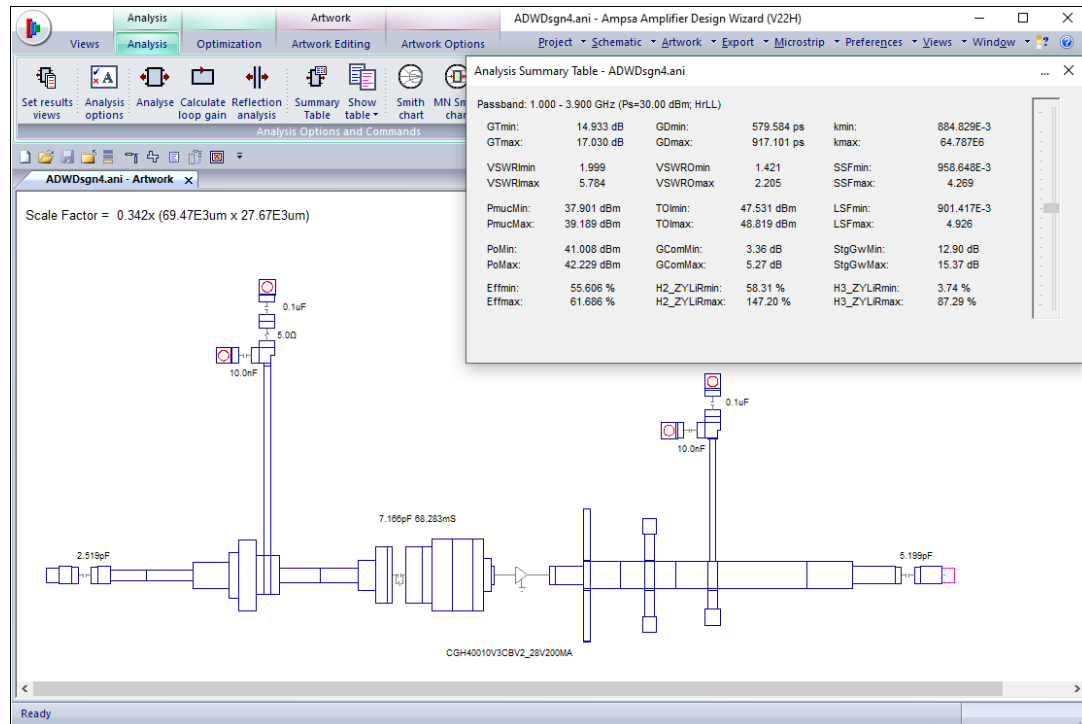 Analysis
Artwork
ADWDsgn4.ani - Ampsa Amplifier Design Wizard (V22H)
Views
Analysis
Optimization
Artwork Editing
Artwork Options
Project
Schematic
Artwork
Export
Microstrip
Preferences
Views
Window
Set results views
Analysis options
Analyse
Calculate loop gain
Reflection analysis
Summary Table
Show table
Smith chart
Analysis Options and Commands
ADWDsgn4.ani - Artwork
Analysis Summary Table - ADWDsgn4.ani
Passband: 1.000 - 3.900 GHz (Ps=30.00 dBm; HrLL)
GTmin: 14.933 dB GDmin: 579.584 ps kmin: 884.829E-3
GTmax: 17.030 dB GDmax: 917.101 ps kmax: 64.787E6
VSWRImin 1.999 VSWROmin 1.421 SSFmin: 958.648E-3
VSWRImax 5.784 VSWROmax 2.205 SSFmax: 4.269
PmucMin: 37.901 dBm TOImin: 47.531 dBm LSFmin: 901.417E-3
PmucMax: 39.189 dBm TOImax: 48.819 dBm LSFmax: 4.926
PoMin: 41.008 dBm GComMin: 3.36 dB StgGwMin: 12.90 dB
PoMax: 42.229 dBm GComMax: 5.27 dB StgGwMax: 15.37 dB
Effmin: 55.606 % H2_ZYLiRmin: 58.31 % H3_ZYLiRmin: 3.74 %
Effmax: 61.686 % H2_ZYLiRmax: 147.20 % H3_ZYLiRmax: 87.29 %
Scale Factor = 0.342x (69.47E3um x 27.67E3um)
0.1uF
5.0Ω
10.0nF
0.1uF
10.0nF
7.166pF 68.283mS
2.519pF
5.199pF
CGH40010V3CBV2_28V200MA
Ready